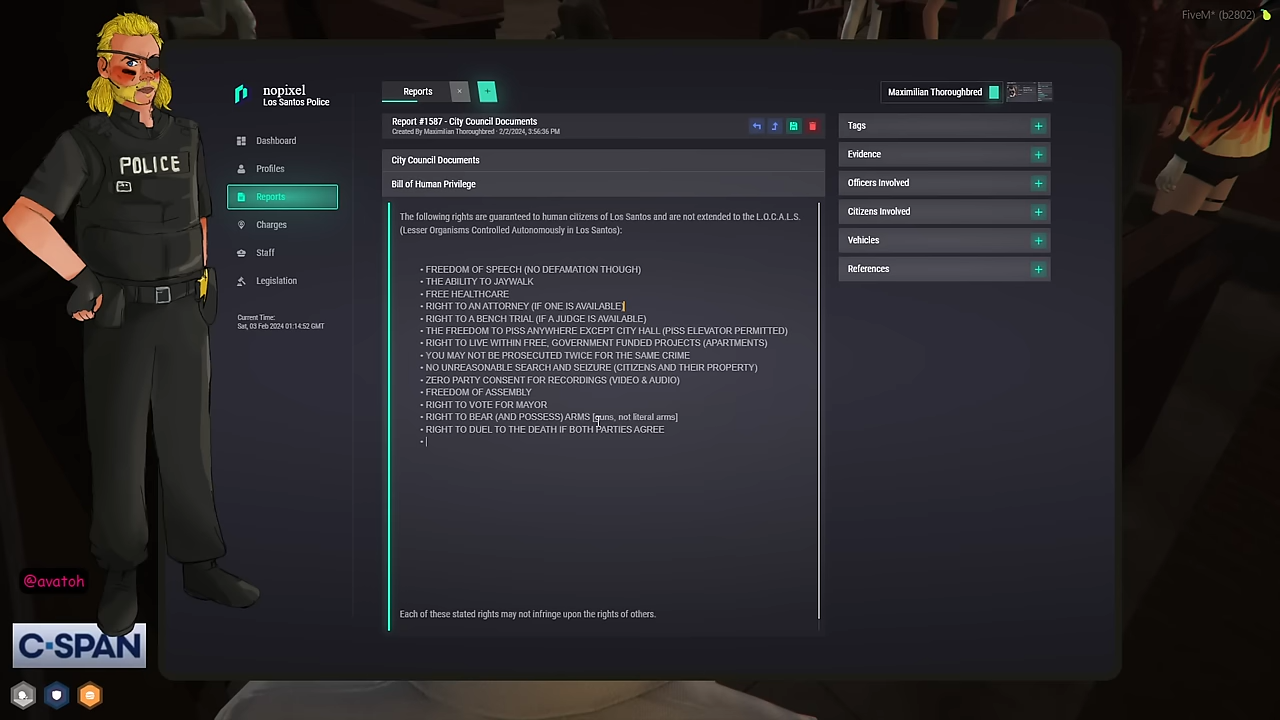 FiveM* (b2802)
nopixel
Los Santos Police
Reports
×
+
Maximilian Thoroughbred
Report #1587 - City Council Documents
Created By Maximilian Thoroughbred - 2/2/2024, 3:56:36 PM
City Council Documents
Bill of Human Privilege
Dashboard
Profiles
Reports
Charges
Staff
Legislation
Current Time:
Sat, 03 Feb 2024 01:14:52 GMT
The following rights are guaranteed to human citizens of Los Santos and are not extended to the L.O.C.A.L.S.
(Lesser Organisms Controlled Autonomously in Los Santos):
- FREEDOM OF SPEECH (NO DEFAMATION THOUGH)
- THE ABILITY TO JAYWALK
- FREE HEALTHCARE
- RIGHT TO AN ATTORNEY (IF ONE IS AVAILABLE)
- RIGHT TO A BENCH TRIAL (IF A JUDGE IS AVAILABLE)
- THE FREEDOM TO PISS ANYWHERE EXCEPT CITY HALL (PISS ELEVATOR PERMITTED)
- RIGHT TO LIVE WITHIN FREE, GOVERNMENT FUNDED PROJECTS (APARTMENTS)
- YOU MAY NOT BE PROSECUTED TWICE FOR THE SAME CRIME
- NO UNREASONABLE SEARCH AND SEIZURE (CITIZENS AND THEIR PROPERTY)
- ZERO PARTY CONSENT FOR RECORDINGS (VIDEO & AUDIO)
- FREEDOM OF ASSEMBLY
- RIGHT TO VOTE FOR MAYOR
- RIGHT TO BEAR (AND POSSESS) ARMS [guns, not literal arms]
- RIGHT TO DUEL TO THE DEATH IF BOTH PARTIES AGREE
-
Each of these stated rights may not infringe upon the rights of others.
Tags +
Evidence +
Officers Involved +
Citizens Involved +
Vehicles +
References +
POLICE
@avatoh
C-SPAN